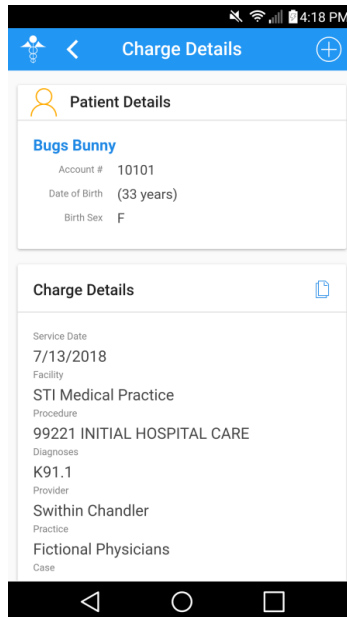 4:18 PM
Charge Details
Patient Details
Bugs Bunny
Account # 10101
Date of Birth (33 years)
Birth Sex F
Charge Details
Service Date
7/13/2018
Facility
STI Medical Practice
Procedure
99221 INITIAL HOSPITAL CARE
Diagnoses
K91.1
Provider
Swithin Chandler
Practice
Fictional Physicians
Case